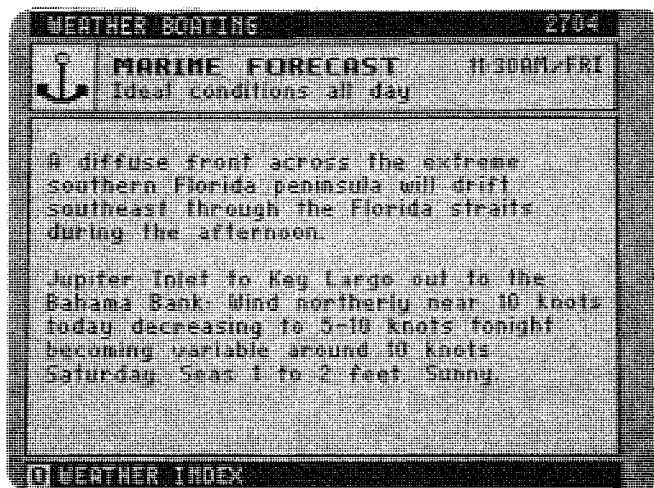 WEATHER BOATING 2704
MARINE FORECAST 11:30AM/FRI
Ideal conditions all day
A diffuse front across the extreme
southern Florida peninsula will drift
southeast through the Florida straits
during the afternoon.
Jupiter Inlet to Key Largo out to the
Bahama Bank- Wind northerly near 10 knots
today decreasing to 5-10 knots tonight
becoming variable around 10 knots
Saturday. Seas 1 to 2 feet. Sunny.
0 WEATHER INDEX